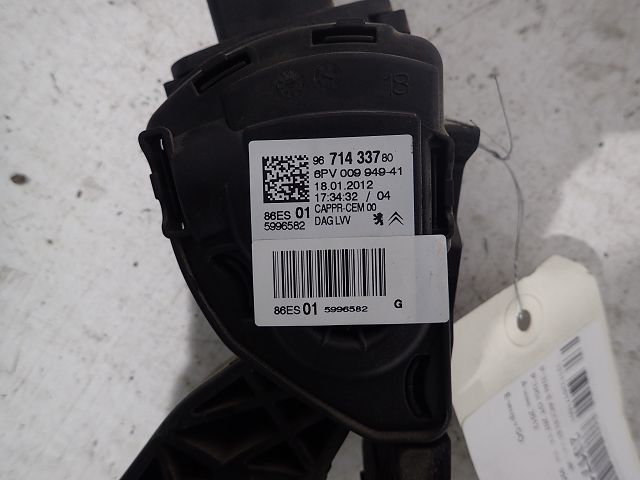 18
96 714 337 80
6PV 009 949-41
18.01.2012
17:34:32 / 04
86ES 01 CAPPR-CEM 00
5996582 DAG LVV
86ES 01 5996582 G